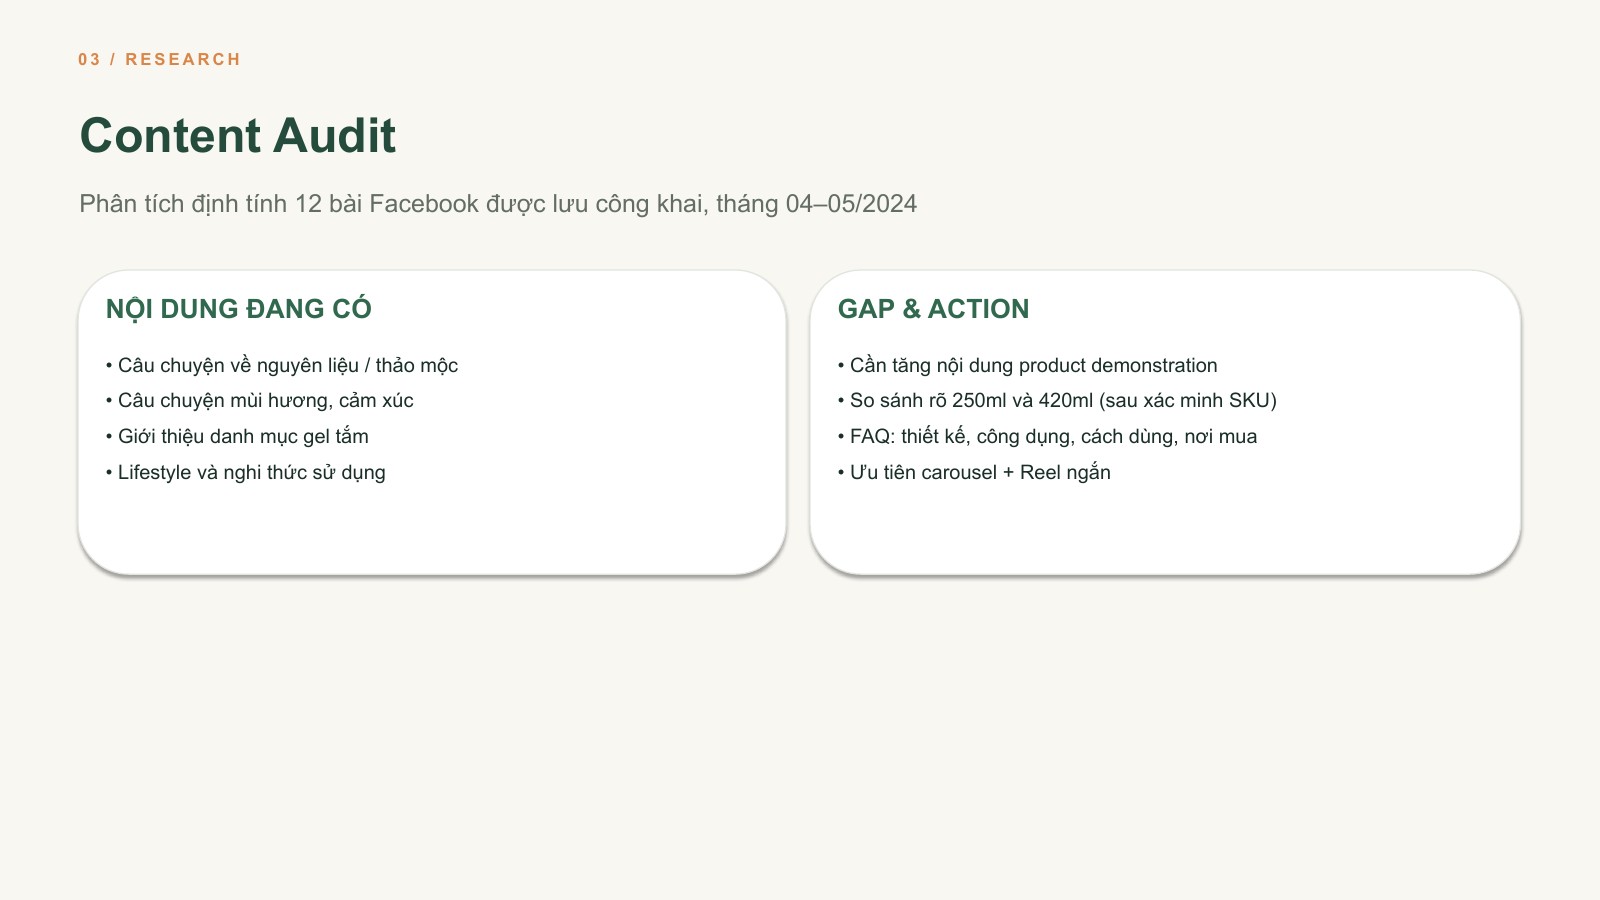 03 / RESEARCH
Content Audit
Phân tích định tính 12 bài Facebook được lưu công khai, tháng 04–05/2024
NỘI DUNG ĐANG CÓ
• Câu chuyện về nguyên liệu / thảo mộc
• Câu chuyện mùi hương, cảm xúc
• Giới thiệu danh mục gel tắm
• Lifestyle và nghi thức sử dụng
GAP & ACTION
• Cần tăng nội dung product demonstration
• So sánh rõ 250ml và 420ml (sau xác minh SKU)
• FAQ: thiết kế, công dụng, cách dùng, nơi mua
• Ưu tiên carousel + Reel ngắn